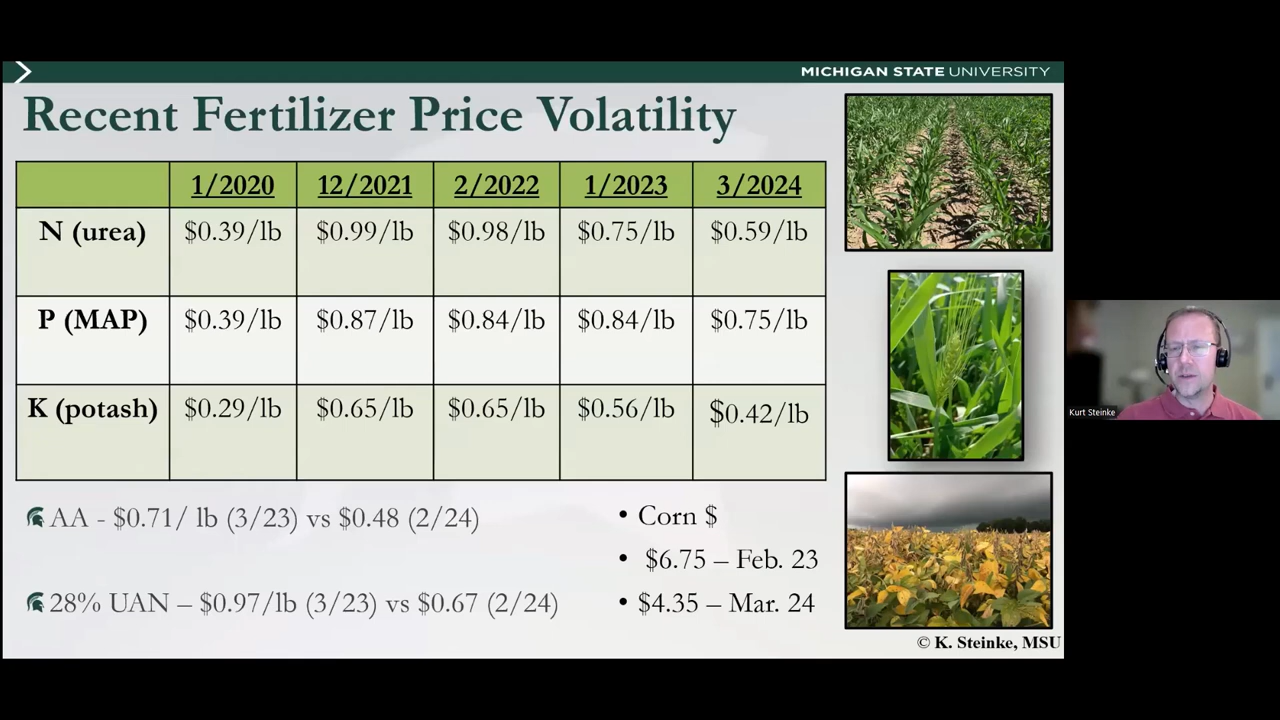 MICHIGAN STATE UNIVERSITY
Recent Fertilizer Price Volatility
1/2020 12/2021 2/2022 1/2023 3/2024
N (urea) $0.39/lb $0.99/lb $0.98/lb $0.75/lb $0.59/lb
P (MAP) $0.39/lb $0.87/lb $0.84/lb $0.84/lb $0.75/lb
K (potash) $0.29/lb $0.65/lb $0.65/lb $0.56/lb $0.42/lb
AA - $0.71/ lb (3/23) vs $0.48 (2/24)
28% UAN – $0.97/lb (3/23) vs $0.67 (2/24)
• Corn $
• $6.75 – Feb. 23
• $4.35 – Mar. 24
© K. Steinke, MSU
Kurt Steinke